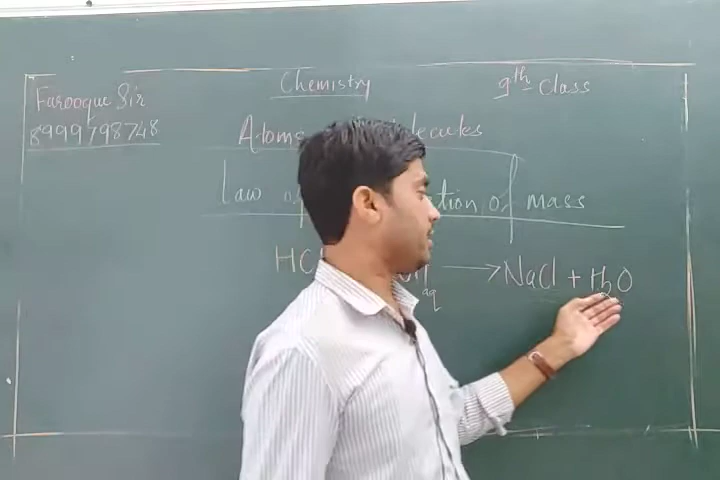 Chemistry
9th Class
Farooque Sir
8999798748
Atoms lecules
Law o tion of mass
HC H aq → NaCl + H2O